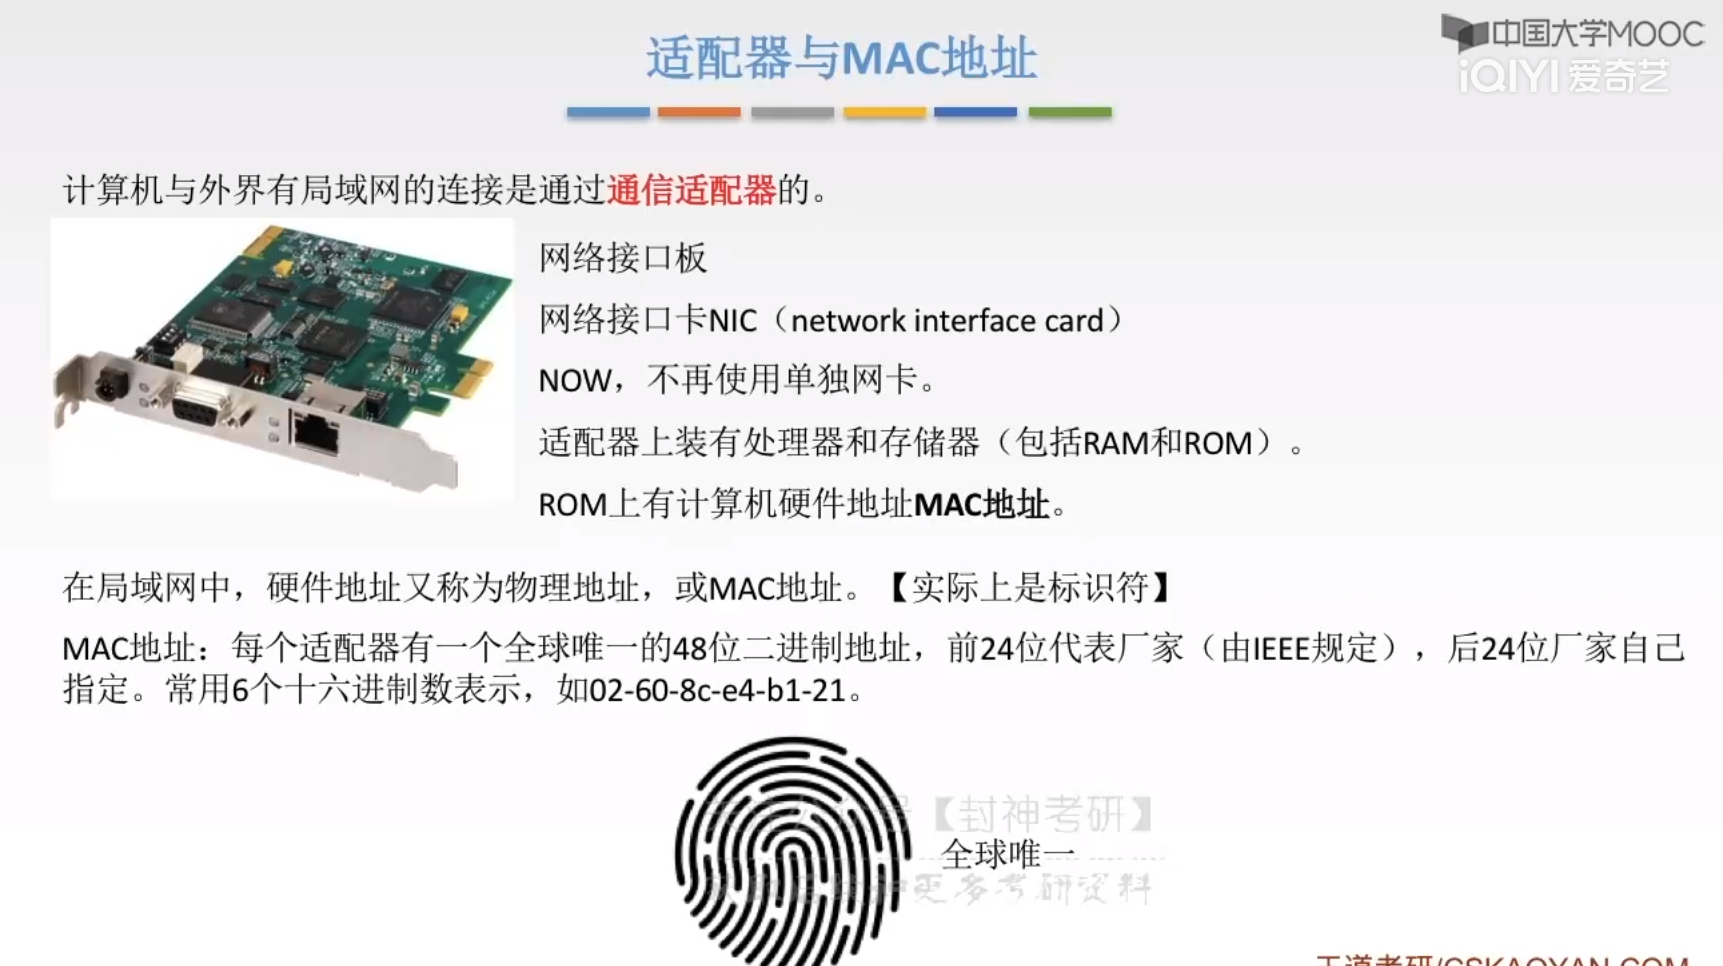 适配器与MAC地址
中国大学MOOC
iQIYI 爱奇艺
计算机与外界有局域网的连接是通过通信适配器的。
网络接口板
网络接口卡NIC（network interface card）
NOW，不再使用单独网卡。
适配器上装有处理器和存储器（包括RAM和ROM）。
ROM上有计算机硬件地址MAC地址。
在局域网中，硬件地址又称为物理地址，或MAC地址。【实际上是标识符】
MAC地址：每个适配器有一个全球唯一的48位二进制地址，前24位代表厂家（由IEEE规定），后24位厂家自己
指定。常用6个十六进制数表示，如02-60-8c-e4-b1-21。
【封神考研】
全球唯一
更多考研资料
王道考研/CSKAOYAN.COM